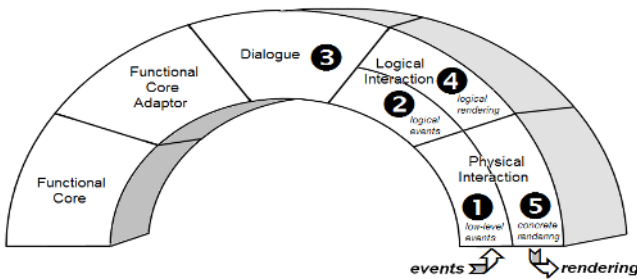 Dialogue
3
Functional
Core
Adaptor
Logical
Interaction
4
logical
rendering
2
logical
events
Functional
Core
Physical
Interaction
1
low-level
events
5
concrete
rendering
events
rendering